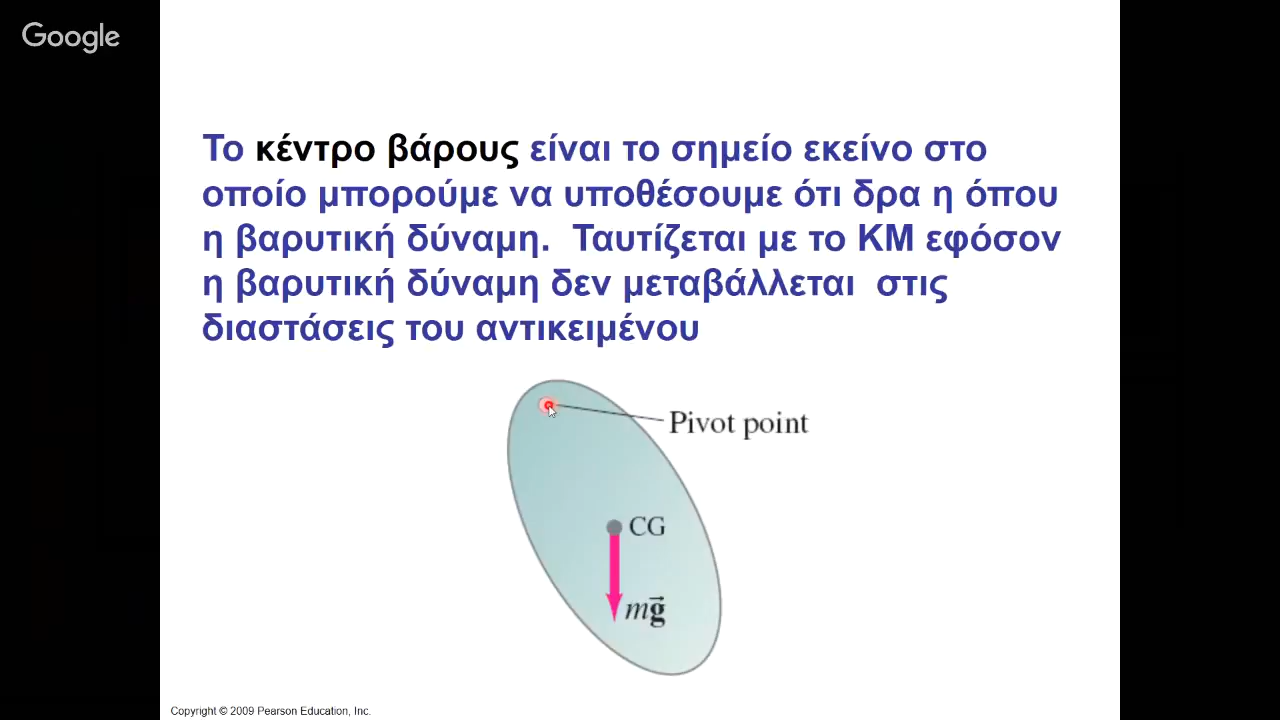 Google
Το κέντρο βάρους είναι το σημείο εκείνο στο
οποίο μπορούμε να υποθέσουμε ότι δρα η όπου
η βαρυτική δύναμη. Ταυτίζεται με το ΚΜ εφόσον
η βαρυτική δύναμη δεν μεταβάλλεται στις
διαστάσεις του αντικειμένου
Pivot point
CG
mg⃗
Copyright © 2009 Pearson Education, Inc.